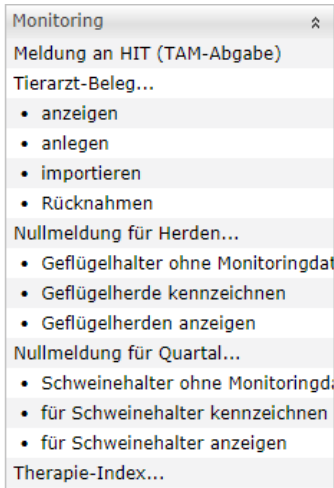 Monitoring
Meldung an HIT (TAM-Abgabe)
Tierarzt-Beleg...
• anzeigen
• anlegen
• importieren
• Rücknahmen
Nullmeldung für Herden...
• Geflügelhalter ohne Monitoringdat
• Geflügelherde kennzeichnen
• Geflügelherden anzeigen
Nullmeldung für Quartal...
• Schweinehalter ohne Monitoringda
• für Schweinehalter kennzeichnen
• für Schweinehalter anzeigen
Therapie-Index...